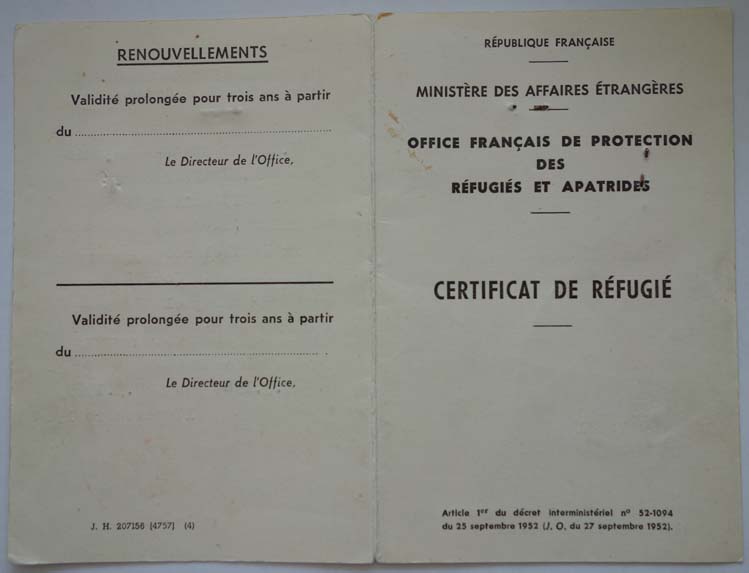 RENOUVELLEMENTS
Validité prolongée pour trois ans à partir
du ....................................................................
Le Directeur de l'Office,
Validité prolongée pour trois ans à partir
du ....................................................................
Le Directeur de l'Office,
J. H. 207156 (4757) (4)
RÉPUBLIQUE FRANÇAISE
MINISTÈRE DES AFFAIRES ÉTRANGÈRES
OFFICE FRANÇAIS DE PROTECTION
DES
RÉFUGIÉS ET APATRIDES
CERTIFICAT DE RÉFUGIÉ
Article 1er du décret interministériel nº 52-1094
du 25 septembre 1952 (J. O. du 27 septembre 1952).